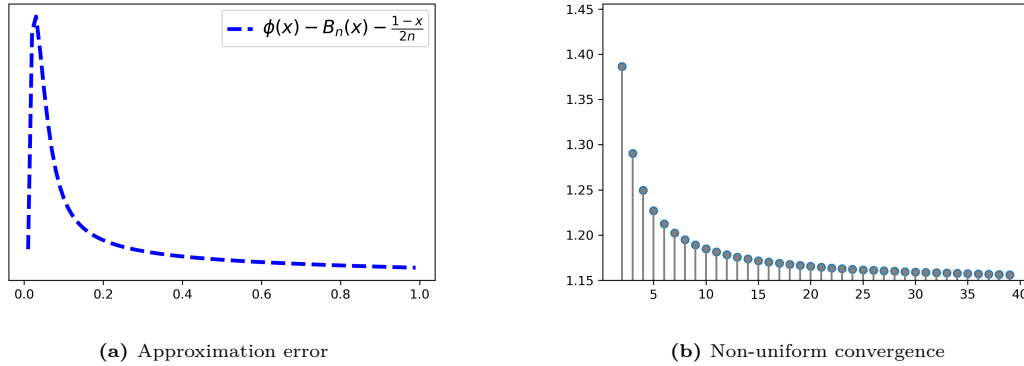 ϕ(x) − Bₙ(x) − 1−x/2n
0.0 0.2 0.4 0.6 0.8 1.0
1.45
1.40
1.35
1.30
1.25
1.20
1.15
5 10 15 20 25 30 35 40
(a) Approximation error
(b) Non-uniform convergence